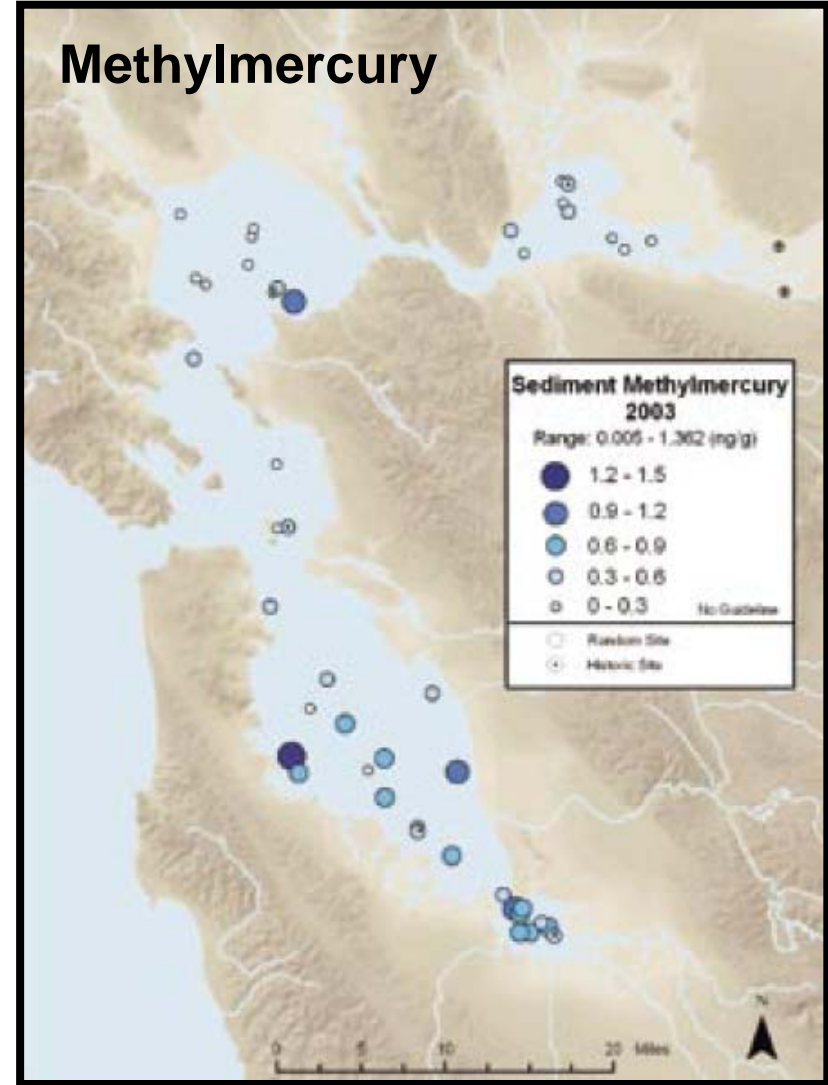 Methylmercury
Sediment Methylmercury
2003
Range: 0.005 - 1.362 (ng/g)
1.2 - 1.5
0.9 - 1.2
0.6 - 0.9
0.3 - 0.6
0 - 0.3 No Guideline
Random Site
Historic Site
N
0 5 10 20 Miles